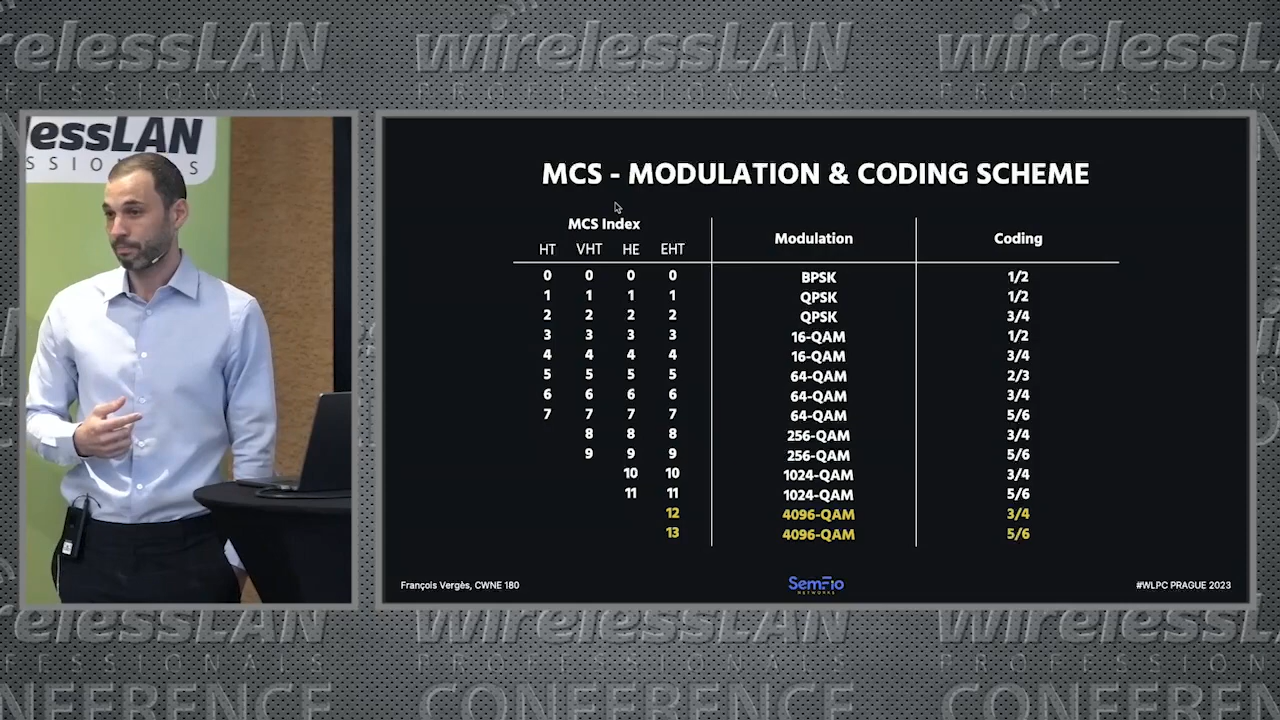 wirelessLAN
PROFESSIONALS
CONFERENCE
lessLAN
MCS - MODULATION & CODING SCHEME
MCS Index
HT VHT HE EHT Modulation Coding
0 0 0 0 BPSK 1/2
1 1 1 1 QPSK 1/2
2 2 2 2 QPSK 3/4
3 3 3 3 16-QAM 1/2
4 4 4 4 16-QAM 3/4
5 5 5 5 64-QAM 2/3
6 6 6 6 64-QAM 3/4
7 7 7 7 64-QAM 5/6
8 8 8 256-QAM 3/4
9 9 9 256-QAM 5/6
10 10 1024-QAM 3/4
11 11 1024-QAM 5/6
12 4096-QAM 3/4
13 4096-QAM 5/6
François Vergès, CWNE 180
SemFio
NETWORKS
#WLPC PRAGUE 2023